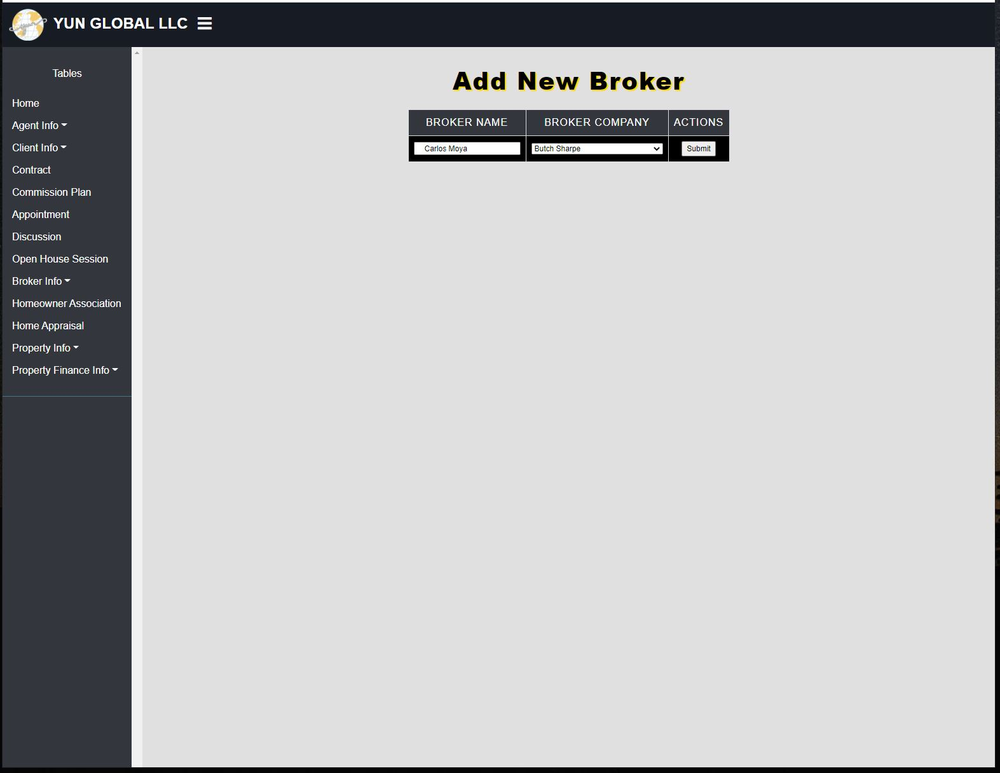 YUN GLOBAL LLC
Tables
Home
Agent Info
Client Info
Contract
Commission Plan
Appointment
Discussion
Open House Session
Broker Info
Homeowner Association
Home Appraisal
Property Info
Property Finance Info
Add New Broker
BROKER NAME BROKER COMPANY ACTIONS
Carlos Moya Butch Sharpe Submit